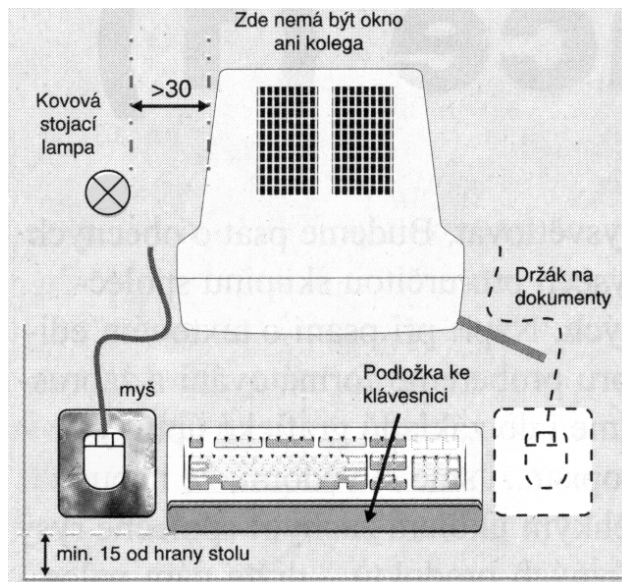 Zde nemá být okno
ani kolega
>30
Kovová
stojací
lampa
Držák na
dokumenty
Podložka ke
klávesnici
myš
min. 15 od hrany stolu